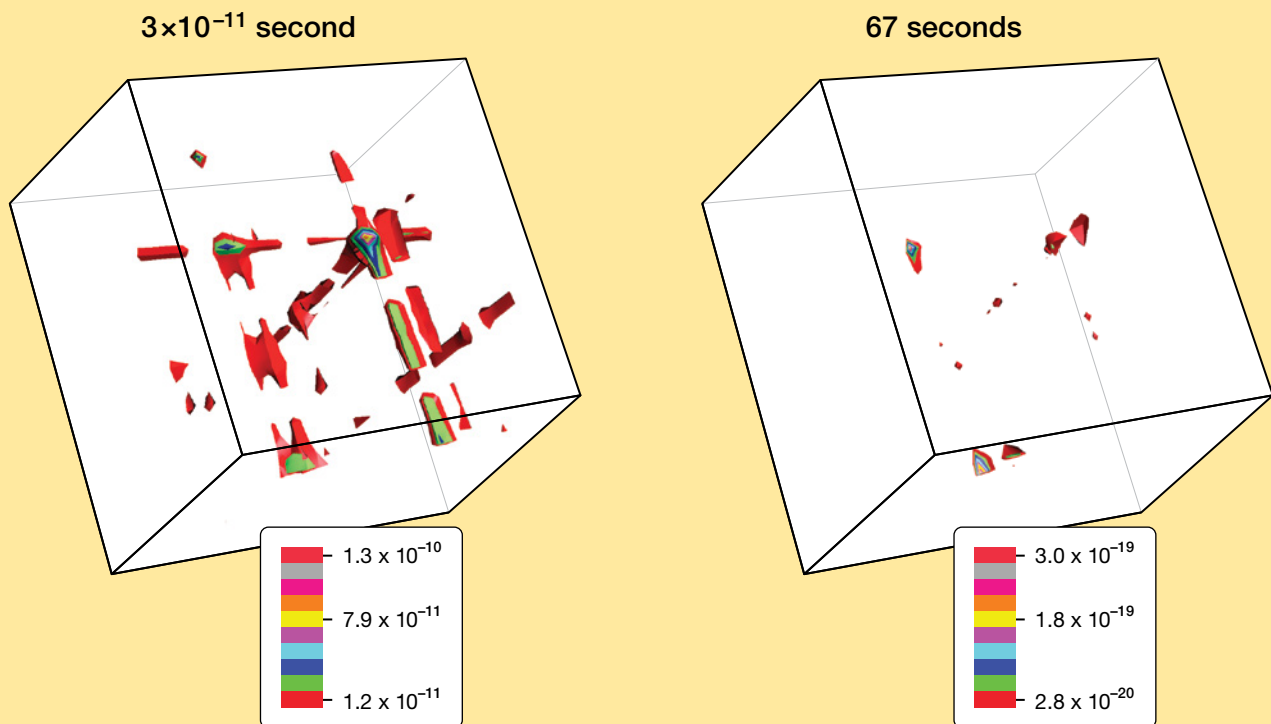 3×10⁻¹¹ second
67 seconds
1.3 x 10⁻¹⁰
7.9 x 10⁻¹¹
1.2 x 10⁻¹¹
3.0 x 10⁻¹⁹
1.8 x 10⁻¹⁹
2.8 x 10⁻²⁰